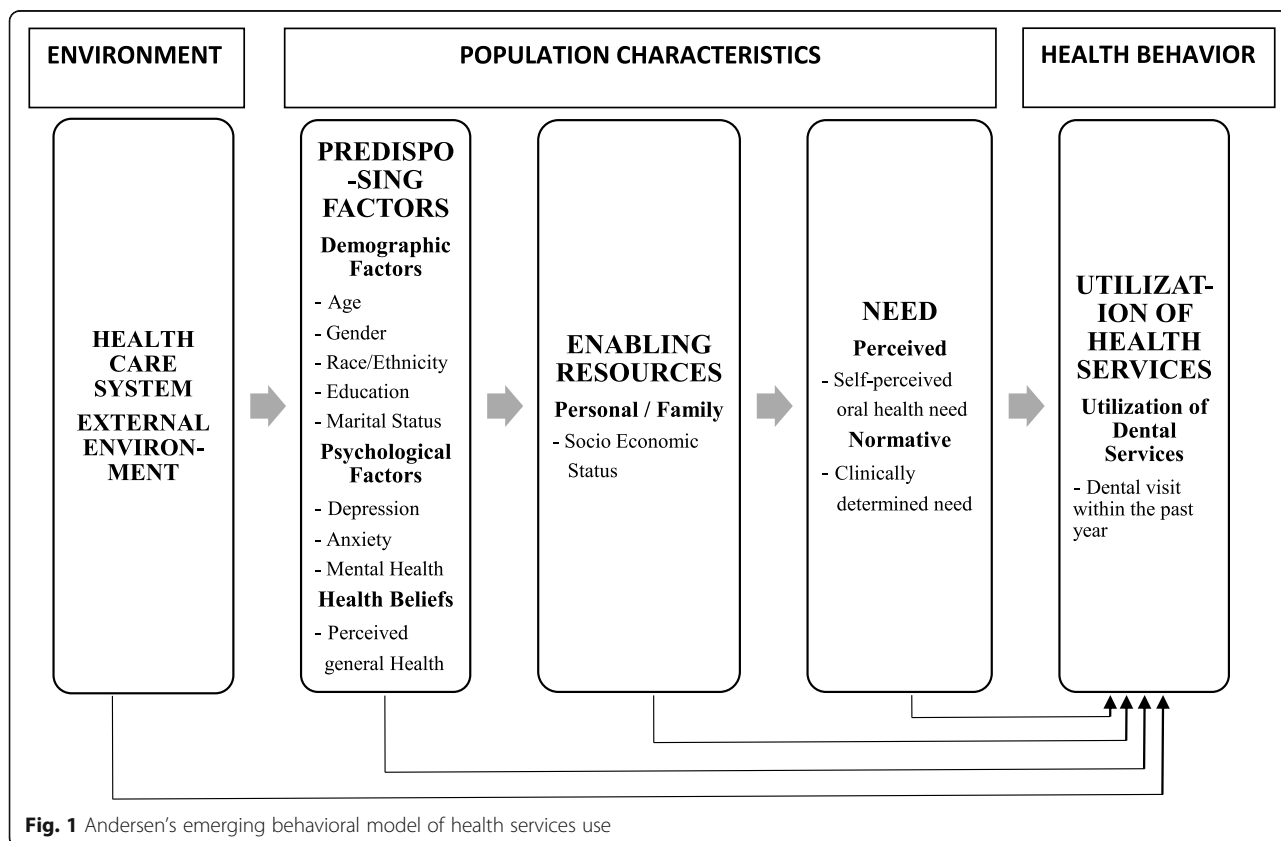 ENVIRONMENT
POPULATION CHARACTERISTICS
HEALTH BEHAVIOR
HEALTH
CARE
SYSTEM
EXTERNAL
ENVIRON-
MENT
PREDISPO
-SING
FACTORS
Demographic
Factors
- Age
- Gender
- Race/Ethnicity
- Education
- Marital Status
Psychological
Factors
- Depression
- Anxiety
- Mental Health
Health Beliefs
- Perceived
general Health
ENABLING
RESOURCES
Personal / Family
- Socio Economic
Status
NEED
Perceived
- Self-perceived
oral health need
Normative
- Clinically
determined need
UTILIZAT-
ION OF
HEALTH
SERVICES
Utilization of
Dental
Services
- Dental visit
within the past
year
Fig. 1 Andersen's emerging behavioral model of health services use